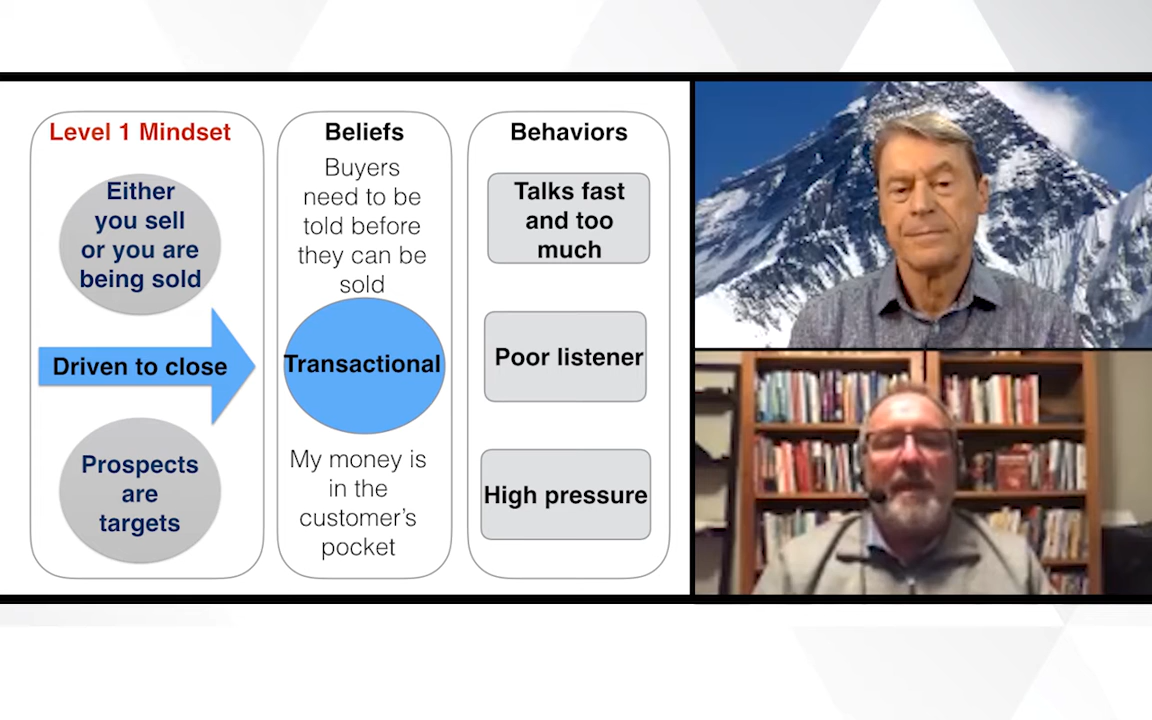 Level 1 Mindset
Either
you sell
or you are
being sold
Driven to close
Prospects
are
targets
Beliefs
Buyers
need to be
told before
they can be
sold
Transactional
My money is
in the
customer’s
pocket
Behaviors
Talks fast
and too
much
Poor listener
High pressure